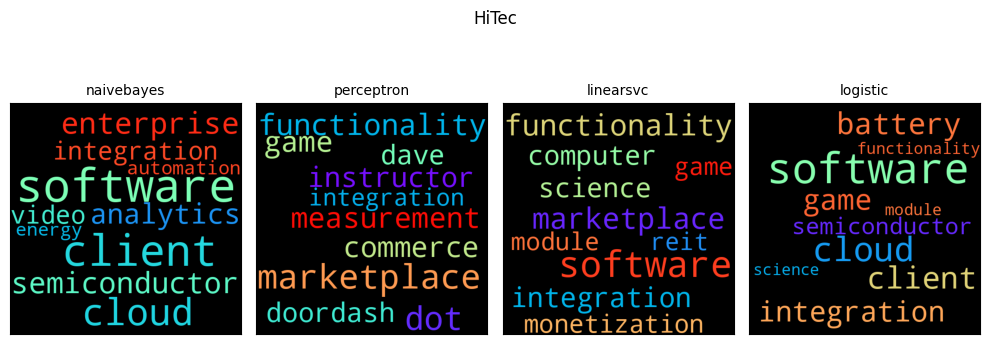 HiTec
naivebayes
perceptron
linearsvc
logistic
enterprise
integration
automation
software
video analytics
energy
client
semiconductor
cloud
functionality
game
dave
instructor
integration
measurement
commerce
marketplace
doordash
dot
functionality
computer
game
science
marketplace
module
reit
software
integration
monetization
battery
functionality
software
game
module
semiconductor
cloud
science
client
integration